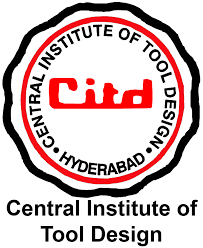 • CENTRAL INSTITUTE OF TOOL DESIGN •
Citd
HYDERABAD
Central Institute of
Tool Design